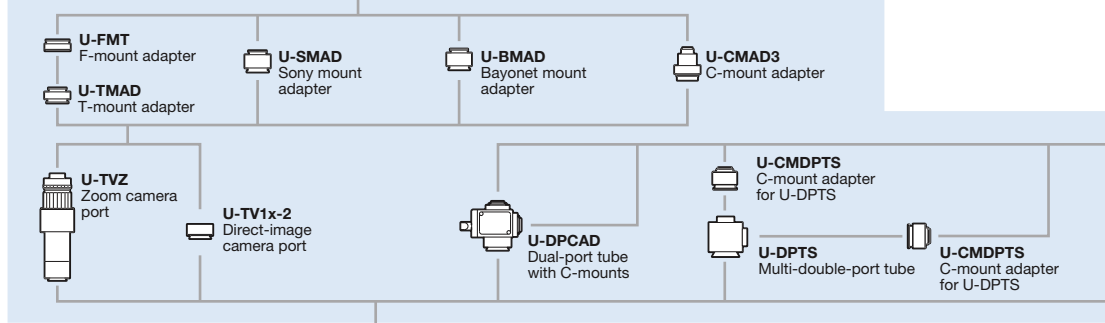 U-FMT
F-mount adapter
U-TMAD
T-mount adapter
U-SMAD
Sony mount
adapter
U-BMAD
Bayonet mount
adapter
U-CMAD3
C-mount adapter
U-TVZ
Zoom camera
port
U-TV1x-2
Direct-image
camera port
U-DPCAD
Dual-port tube
with C-mounts
U-CMDPTS
C-mount adapter
for U-DPTS
U-DPTS
Multi-double-port tube
U-CMDPTS
C-mount adapter
for U-DPTS